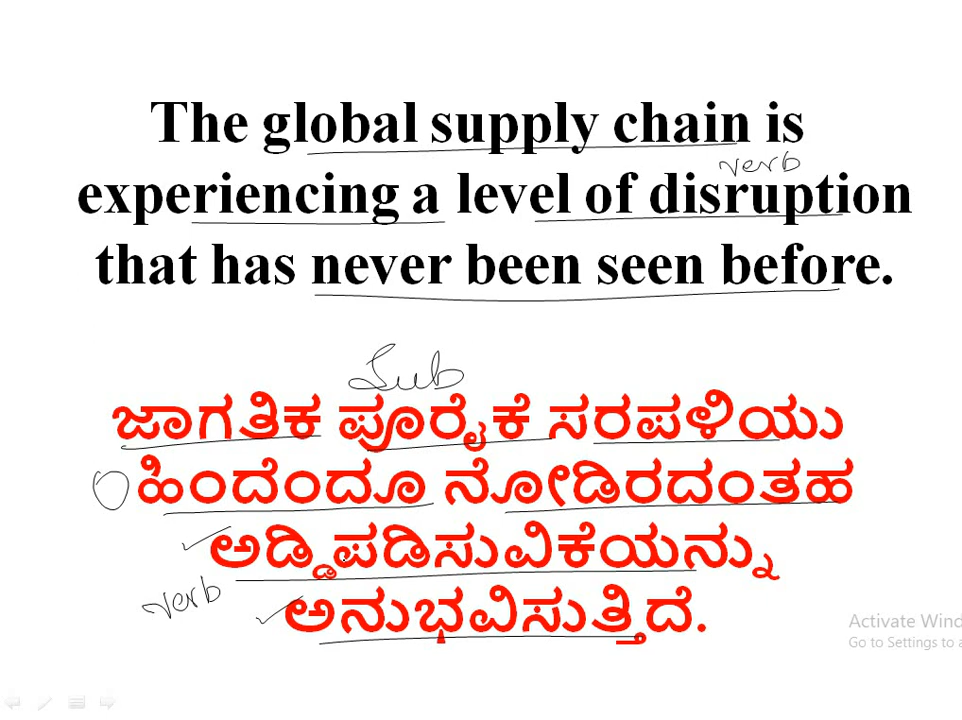 The global supply chain is
verb
experiencing a level of disruption
that has never been seen before.
Sub
ಜಾಗತಿಕ ಪೂರೈಕೆ ಸರಪಳಿಯು
ಹಿಂದೆಂದೂ ನೋಡಿರದಂತಹ
ಅಡ್ಡಿಪಡಿಸುವಿಕೆಯನ್ನು
verb
ಅನುಭವಿಸುತ್ತಿದೆ.
Activate Wind
Go to Settings to a